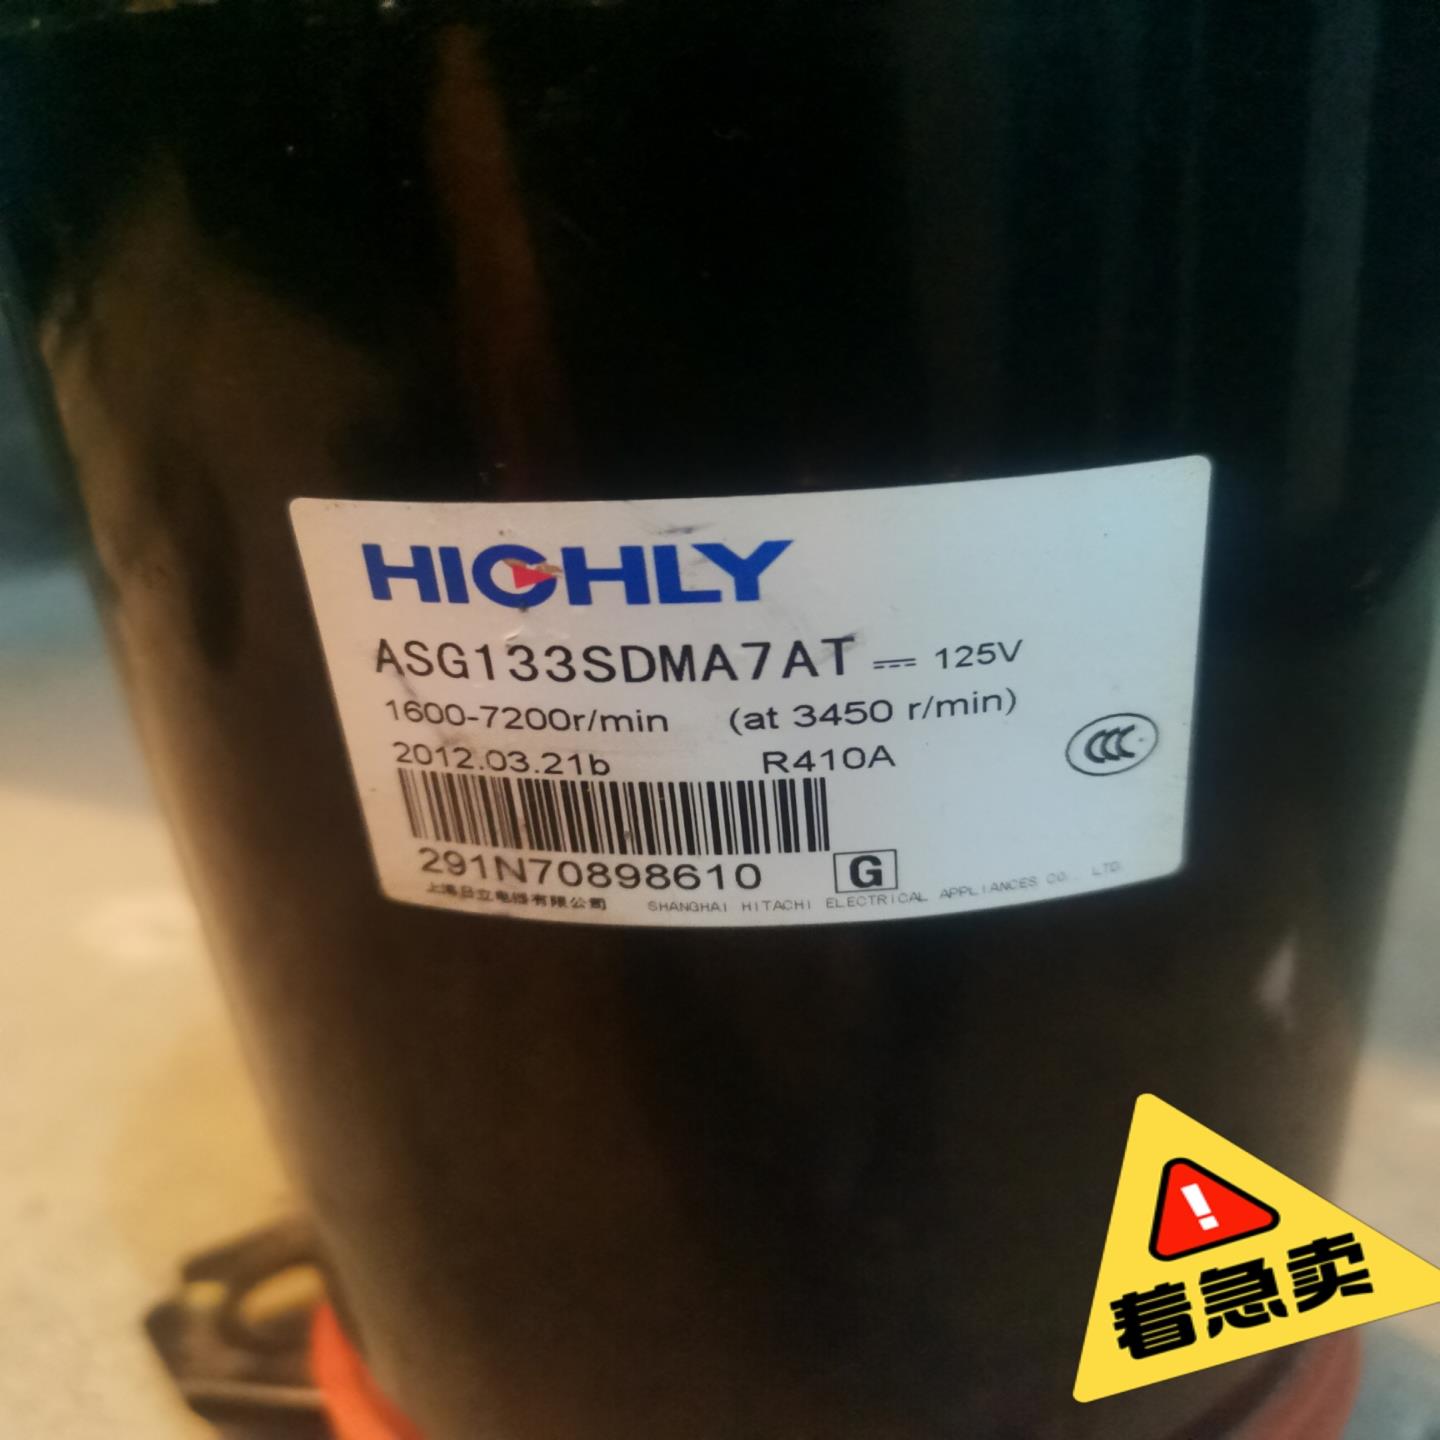 HIGHLY
ASG133SDMA7AT ⎓ 125V
1600-7200r/min (at 3450 r/min)
2012.03.21b R410A
CCC
291N70898610 G
上海日立电器有限公司 SHANGHAI HITACHI ELECTRICAL APPLIANCES CO., LTD.
!
着急卖